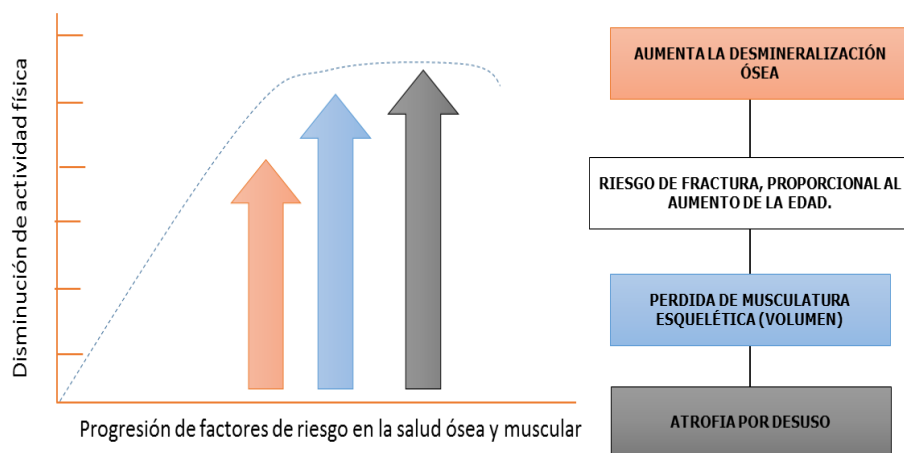 Disminución de actividad física
Progresión de factores de riesgo en la salud ósea y muscular
AUMENTA LA DESMINERALIZACIÓN
ÓSEA
RIESGO DE FRACTURA, PROPORCIONAL AL
AUMENTO DE LA EDAD.
PERDIDA DE MUSCULATURA
ESQUELÉTICA (VOLUMEN)
ATROFIA POR DESUSO